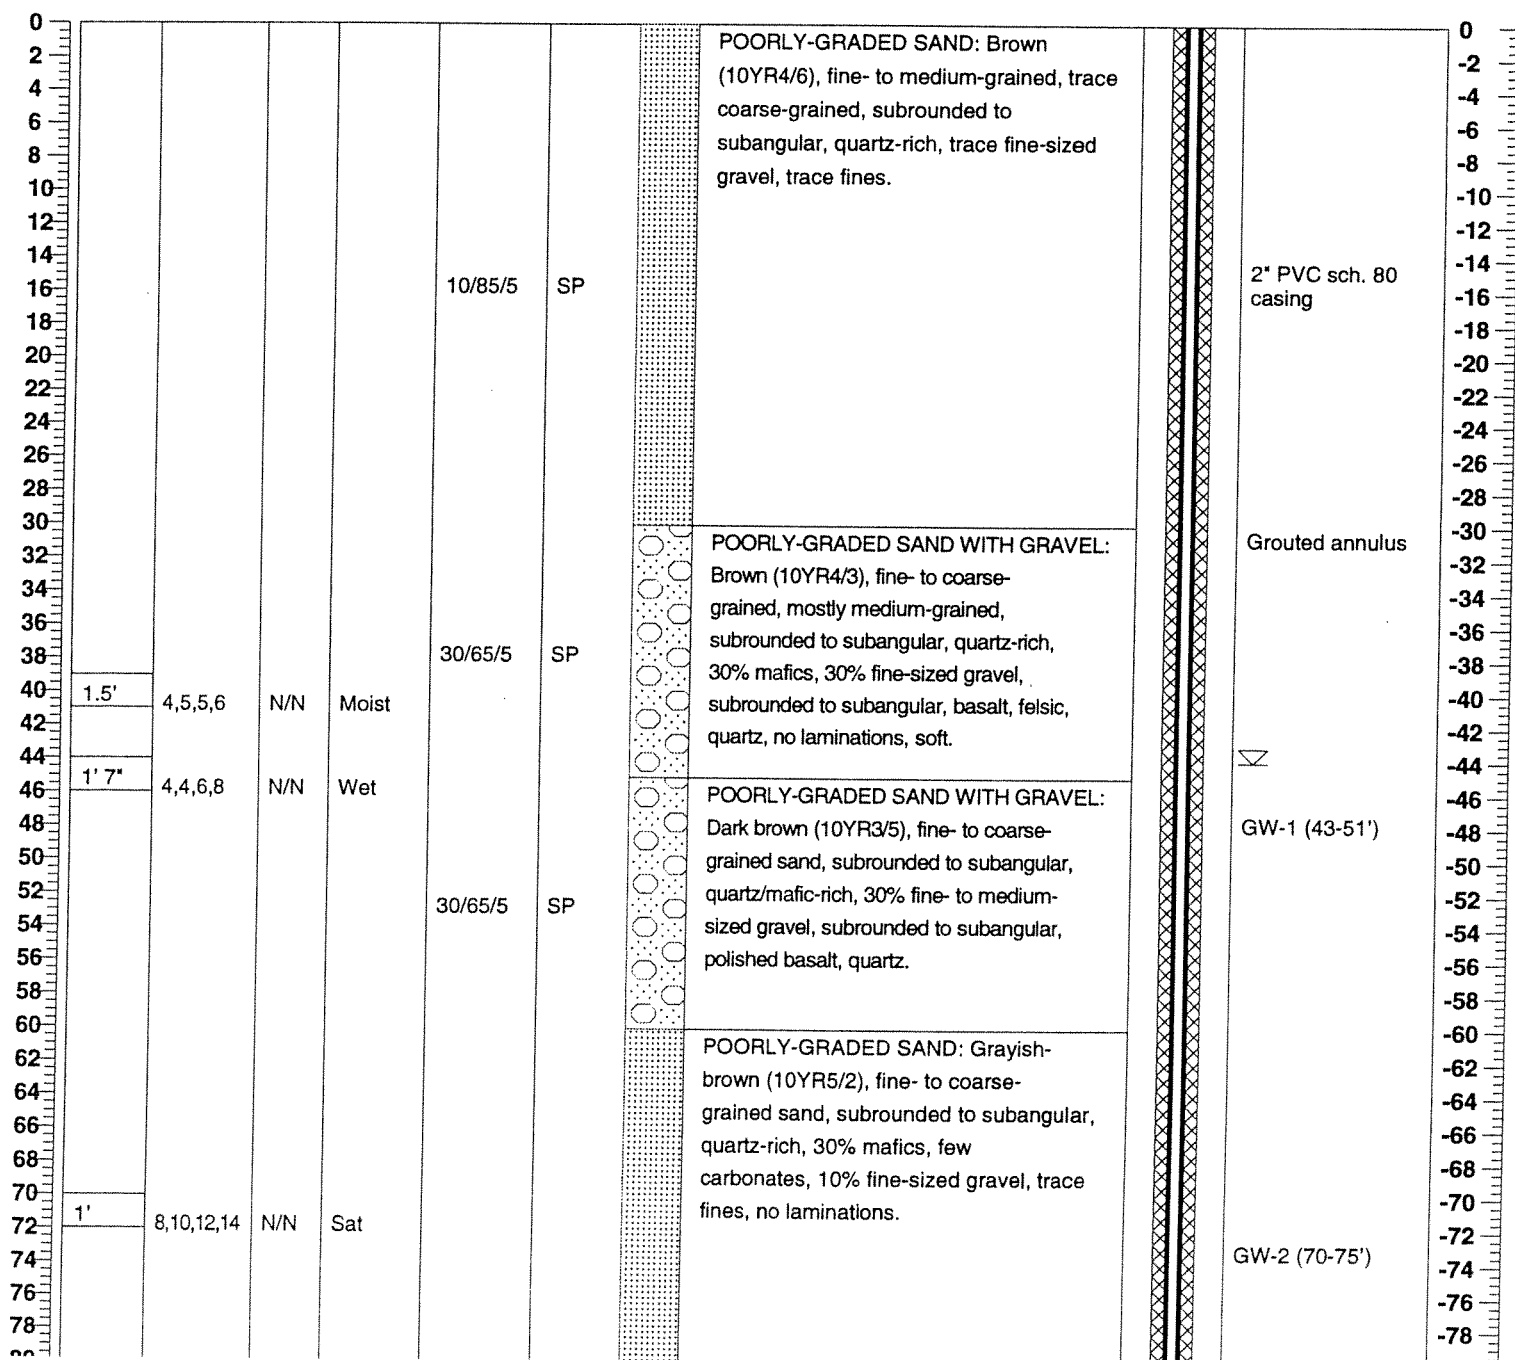 0
2
4
6
8
10
12
14
16
18
20
22
24
26
28
30
32
34
36
38
40
42
44
46
48
50
52
54
56
58
60
62
64
66
68
70
72
74
76
78
80
1.5'
1' 7"
1'
4,5,5,6
4,4,6,8
8,10,12,14
N/N
N/N
N/N
Moist
Wet
Sat
10/85/5
30/65/5
30/65/5
SP
SP
SP
POORLY-GRADED SAND: Brown
(10YR4/6), fine- to medium-grained, trace
coarse-grained, subrounded to
subangular, quartz-rich, trace fine-sized
gravel, trace fines.
POORLY-GRADED SAND WITH GRAVEL:
Brown (10YR4/3), fine- to coarse-
grained, mostly medium-grained,
subrounded to subangular, quartz-rich,
30% mafics, 30% fine-sized gravel,
subrounded to subangular, basalt, felsic,
quartz, no laminations, soft.
POORLY-GRADED SAND WITH GRAVEL:
Dark brown (10YR3/5), fine- to coarse-
grained sand, subrounded to subangular,
quartz/mafic-rich, 30% fine- to medium-
sized gravel, subrounded to subangular,
polished basalt, quartz.
POORLY-GRADED SAND: Grayish-
brown (10YR5/2), fine- to coarse-
grained sand, subrounded to subangular,
quartz-rich, 30% mafics, few
carbonates, 10% fine-sized gravel, trace
fines, no laminations.
2" PVC sch. 80
casing
Grouted annulus
GW-1 (43-51')
GW-2 (70-75')
0
-2
-4
-6
-8
-10
-12
-14
-16
-18
-20
-22
-24
-26
-28
-30
-32
-34
-36
-38
-40
-42
-44
-46
-48
-50
-52
-54
-56
-58
-60
-62
-64
-66
-68
-70
-72
-74
-76
-78